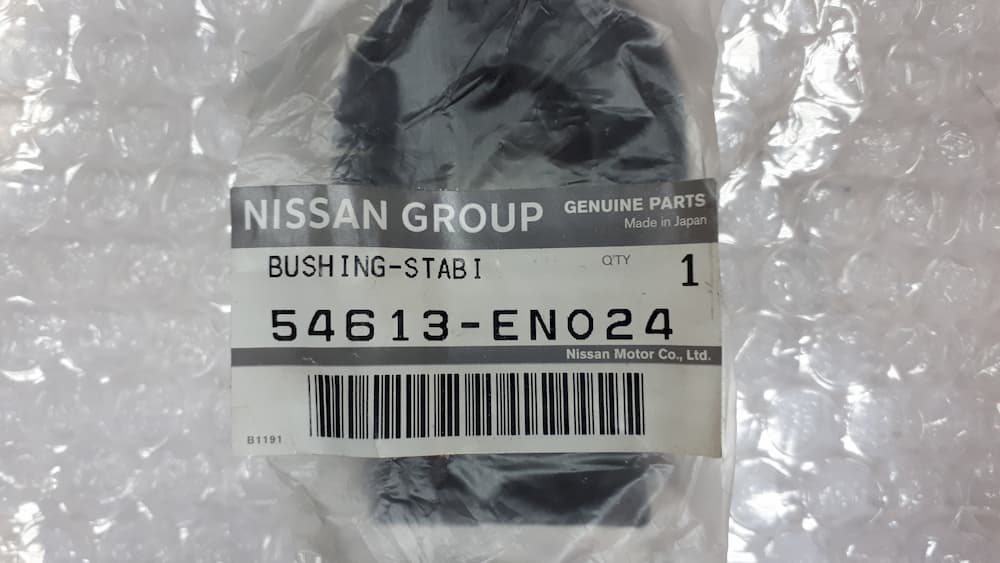 NISSAN GROUP GENUINE PARTS
Made in Japan
BUSHING-STABI Q'TY 1
54613-EN024
Nissan Motor Co., Ltd.
B1191